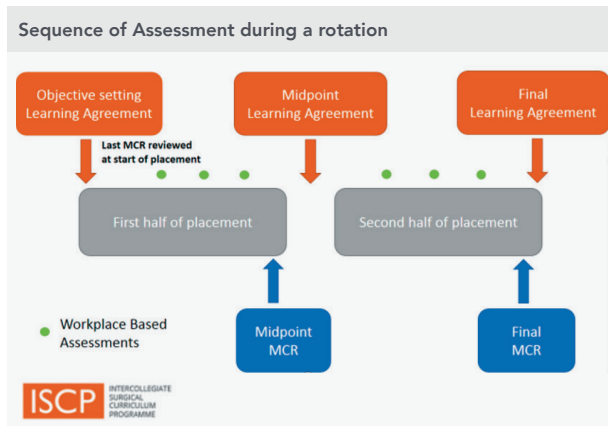 Sequence of Assessment during a rotation
Objective setting
Learning Agreement
Midpoint
Learning Agreement
Final
Learning Agreement
Last MCR reviewed
at start of placement
First half of placement
Second half of placement
Workplace Based
Assessments
Midpoint
MCR
Final
MCR
ISCP
INTERCOLLEGIATE
SURGICAL
CURRICULUM
PROGRAMME